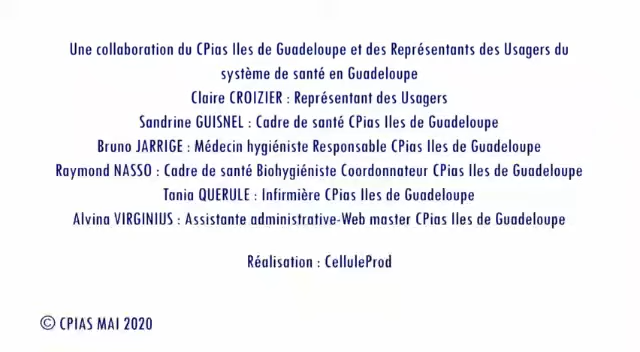 Une collaboration du CPias Iles de Guadeloupe et des Représentants des Usagers du
système de santé en Guadeloupe
Claire CROIZIER : Représentant des Usagers
Sandrine GUISNEL : Cadre de santé CPias Iles de Guadeloupe
Bruno JARRIGE : Médecin hygiéniste Responsable CPias Iles de Guadeloupe
Raymond NASSO : Cadre de santé Biohygiéniste Coordonnateur CPias Iles de Guadeloupe
Tania QUERULE : Infirmière CPias Iles de Guadeloupe
Alvina VIRGINIUS : Assistante administrative-Web master CPias Iles de Guadeloupe
Réalisation : CelluleProd
© CPIAS MAI 2020